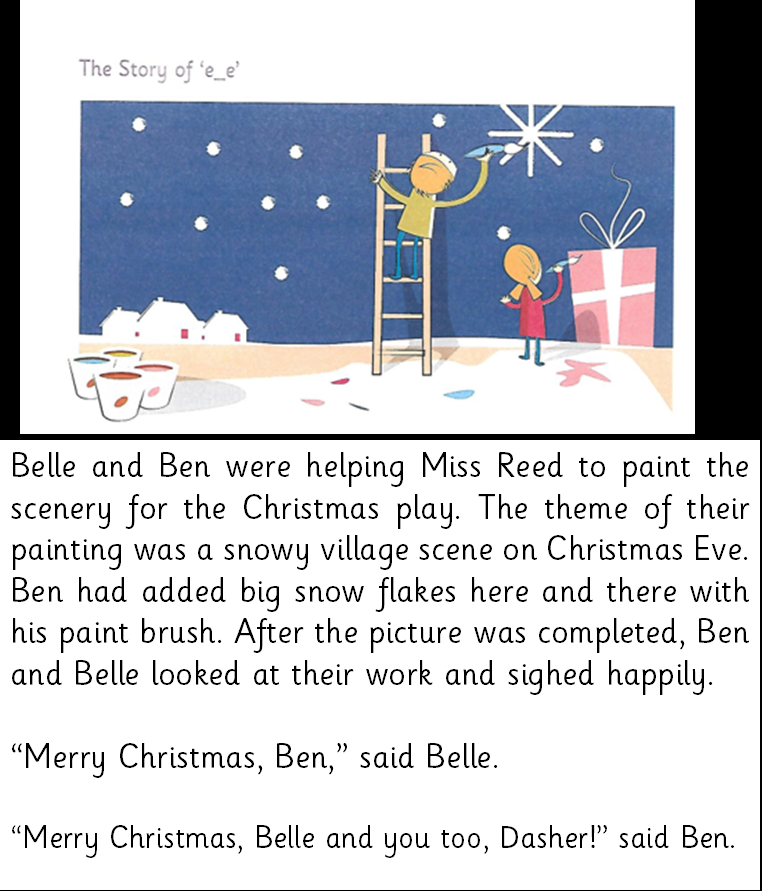 The Story of ‘e_e’
Belle and Ben were helping Miss Reed to paint the
scenery for the Christmas play. The theme of their
painting was a snowy village scene on Christmas Eve.
Ben had added big snow flakes here and there with
his paint brush. After the picture was completed, Ben
and Belle looked at their work and sighed happily.
“Merry Christmas, Ben,” said Belle.
“Merry Christmas, Belle and you too, Dasher!” said Ben.